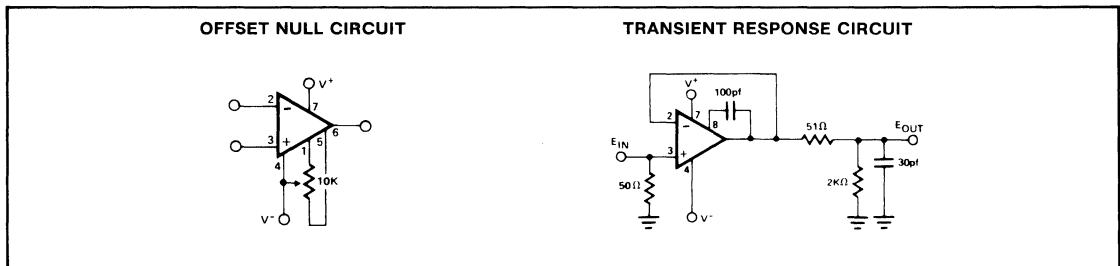 OFFSET NULL CIRCUIT
2
3
−
+
V+
7
6
5
1
4
10K
V−
TRANSIENT RESPONSE CIRCUIT
EIN
50Ω
2
3
−
+
V+
7
8
100pf
4
V−
51Ω
2KΩ
EOUT
30pf